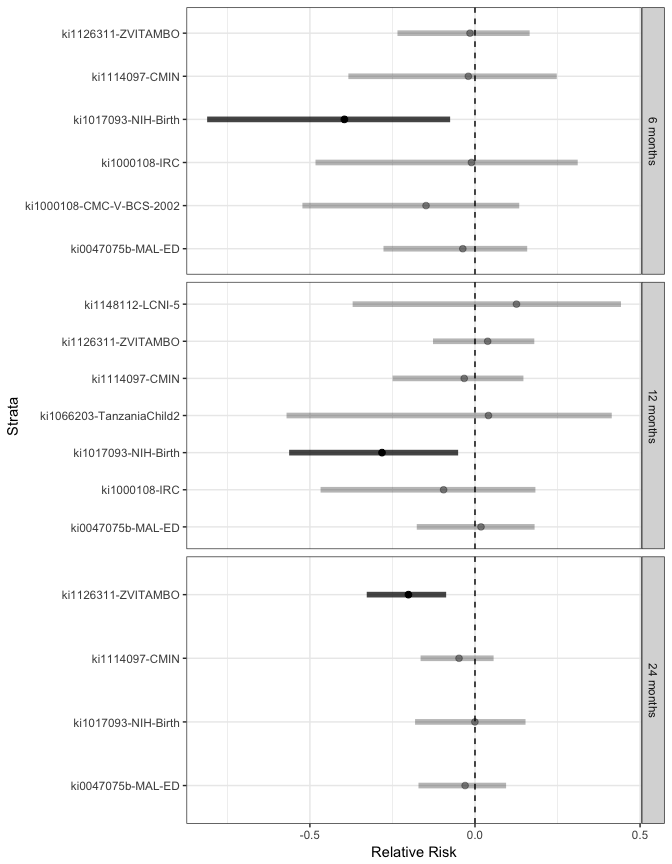 ki1126311-ZVITAMBO
ki1114097-CMIN
ki1017093-NIH-Birth
ki1000108-IRC
ki1000108-CMC-V-BCS-2002
ki0047075b-MAL-ED
6 months
ki1148112-LCNI-5
ki1126311-ZVITAMBO
ki1114097-CMIN
ki1066203-TanzaniaChild2
ki1017093-NIH-Birth
ki1000108-IRC
ki0047075b-MAL-ED
12 months
ki1126311-ZVITAMBO
ki1114097-CMIN
ki1017093-NIH-Birth
ki0047075b-MAL-ED
24 months
Strata
-0.5 0.0 0.5
Relative Risk